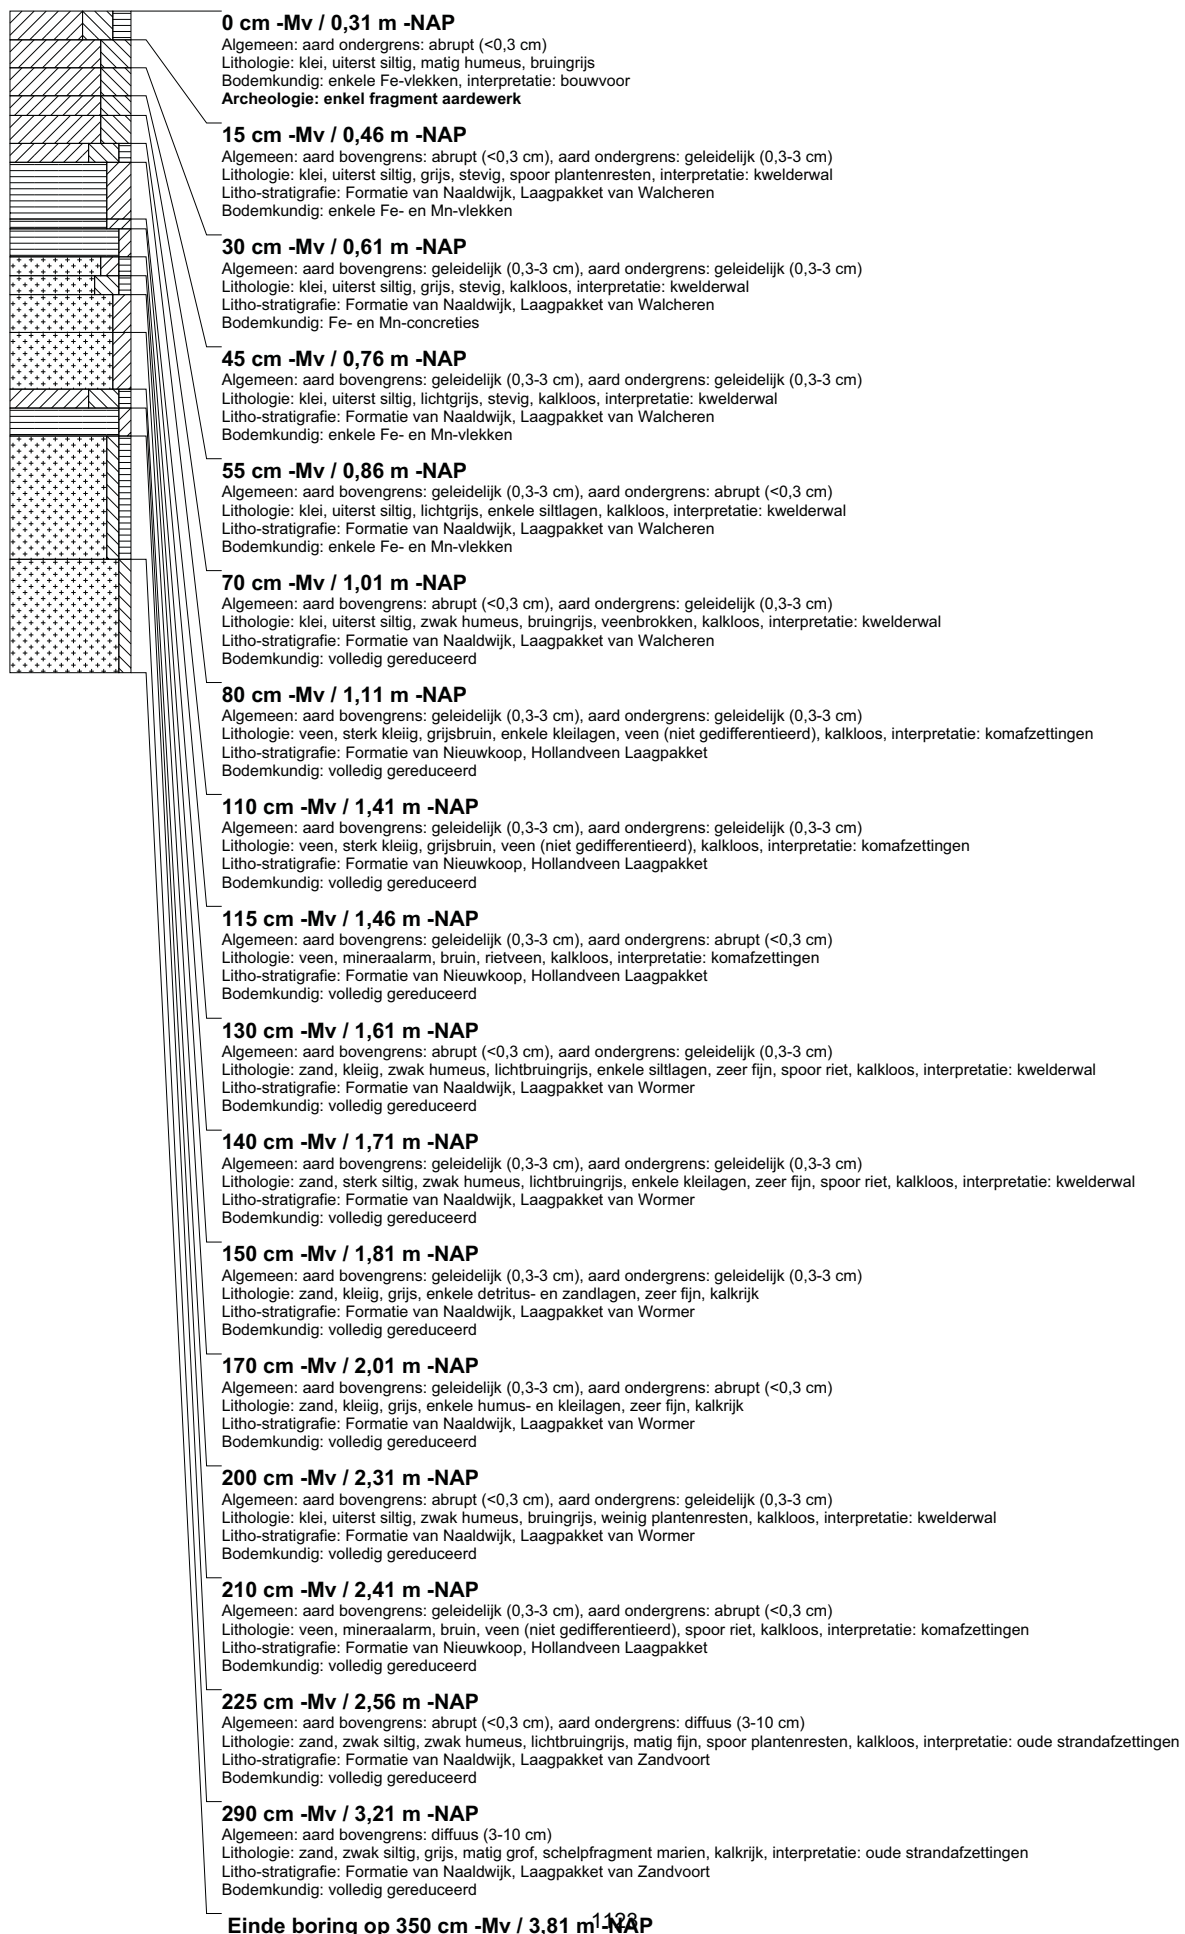 0 cm -Mv / 0,31 m -NAP
Algemeen: aard ondergrens: abrupt (<0,3 cm)
Lithologie: klei, uiterst siltig, matig humeus, bruingrijs
Bodemkundig: enkele Fe-vlekken, interpretatie: bouwvoor
Archeologie: enkel fragment aardewerk
15 cm -Mv / 0,46 m -NAP
Algemeen: aard bovengrens: abrupt (<0,3 cm), aard ondergrens: geleidelijk (0,3-3 cm)
Lithologie: klei, uiterst siltig, grijs, stevig, spoor plantenresten, interpretatie: kwelderwal
Litho-stratigrafie: Formatie van Naaldwijk, Laagpakket van Walcheren
Bodemkundig: enkele Fe- en Mn-vlekken
30 cm -Mv / 0,61 m -NAP
Algemeen: aard bovengrens: geleidelijk (0,3-3 cm), aard ondergrens: geleidelijk (0,3-3 cm)
Lithologie: klei, uiterst siltig, grijs, stevig, kalkloos, interpretatie: kwelderwal
Litho-stratigrafie: Formatie van Naaldwijk, Laagpakket van Walcheren
Bodemkundig: Fe- en Mn-concreties
45 cm -Mv / 0,76 m -NAP
Algemeen: aard bovengrens: geleidelijk (0,3-3 cm), aard ondergrens: geleidelijk (0,3-3 cm)
Lithologie: klei, uiterst siltig, lichtgrijs, stevig, kalkloos, interpretatie: kwelderwal
Litho-stratigrafie: Formatie van Naaldwijk, Laagpakket van Walcheren
Bodemkundig: enkele Fe- en Mn-vlekken
55 cm -Mv / 0,86 m -NAP
Algemeen: aard bovengrens: geleidelijk (0,3-3 cm), aard ondergrens: abrupt (<0,3 cm)
Lithologie: klei, uiterst siltig, lichtgrijs, enkele siltlagen, kalkloos, interpretatie: kwelderwal
Litho-stratigrafie: Formatie van Naaldwijk, Laagpakket van Walcheren
Bodemkundig: enkele Fe- en Mn-vlekken
70 cm -Mv / 1,01 m -NAP
Algemeen: aard bovengrens: abrupt (<0,3 cm), aard ondergrens: geleidelijk (0,3-3 cm)
Lithologie: klei, uiterst siltig, zwak humeus, bruingrijs, veenbrokken, kalkloos, interpretatie: kwelderwal
Litho-stratigrafie: Formatie van Naaldwijk, Laagpakket van Walcheren
Bodemkundig: volledig gereduceerd
80 cm -Mv / 1,11 m -NAP
Algemeen: aard bovengrens: geleidelijk (0,3-3 cm), aard ondergrens: geleidelijk (0,3-3 cm)
Lithologie: veen, sterk kleiig, grijsbruin, enkele kleilagen, veen (niet gedifferentieerd), kalkloos, interpretatie: komafzettingen
Litho-stratigrafie: Formatie van Nieuwkoop, Hollandveen Laagpakket
Bodemkundig: volledig gereduceerd
110 cm -Mv / 1,41 m -NAP
Algemeen: aard bovengrens: geleidelijk (0,3-3 cm), aard ondergrens: geleidelijk (0,3-3 cm)
Lithologie: veen, sterk kleiig, grijsbruin, veen (niet gedifferentieerd), kalkloos, interpretatie: komafzettingen
Litho-stratigrafie: Formatie van Nieuwkoop, Hollandveen Laagpakket
Bodemkundig: volledig gereduceerd
115 cm -Mv / 1,46 m -NAP
Algemeen: aard bovengrens: geleidelijk (0,3-3 cm), aard ondergrens: abrupt (<0,3 cm)
Lithologie: veen, mineraalarm, bruin, rietveen, kalkloos, interpretatie: komafzettingen
Litho-stratigrafie: Formatie van Nieuwkoop, Hollandveen Laagpakket
Bodemkundig: volledig gereduceerd
130 cm -Mv / 1,61 m -NAP
Algemeen: aard bovengrens: abrupt (<0,3 cm), aard ondergrens: geleidelijk (0,3-3 cm)
Lithologie: zand, kleiig, zwak humeus, lichtbruingrijs, enkele siltlagen, zeer fijn, spoor riet, kalkloos, interpretatie: kwelderwal
Litho-stratigrafie: Formatie van Naaldwijk, Laagpakket van Wormer
Bodemkundig: volledig gereduceerd
140 cm -Mv / 1,71 m -NAP
Algemeen: aard bovengrens: geleidelijk (0,3-3 cm), aard ondergrens: geleidelijk (0,3-3 cm)
Lithologie: zand, sterk siltig, zwak humeus, lichtbruingrijs, enkele kleilagen, zeer fijn, spoor riet, kalkloos, interpretatie: kwelderwal
Litho-stratigrafie: Formatie van Naaldwijk, Laagpakket van Wormer
Bodemkundig: volledig gereduceerd
150 cm -Mv / 1,81 m -NAP
Algemeen: aard bovengrens: geleidelijk (0,3-3 cm), aard ondergrens: geleidelijk (0,3-3 cm)
Lithologie: zand, kleiig, grijs, enkele detritus- en zandlagen, zeer fijn, kalkrijk
Litho-stratigrafie: Formatie van Naaldwijk, Laagpakket van Wormer
Bodemkundig: volledig gereduceerd
170 cm -Mv / 2,01 m -NAP
Algemeen: aard bovengrens: geleidelijk (0,3-3 cm), aard ondergrens: abrupt (<0,3 cm)
Lithologie: zand, kleiig, grijs, enkele humus- en kleilagen, zeer fijn, kalkrijk
Litho-stratigrafie: Formatie van Naaldwijk, Laagpakket van Wormer
Bodemkundig: volledig gereduceerd
200 cm -Mv / 2,31 m -NAP
Algemeen: aard bovengrens: abrupt (<0,3 cm), aard ondergrens: geleidelijk (0,3-3 cm)
Lithologie: klei, uiterst siltig, zwak humeus, bruingrijs, weinig plantenresten, kalkloos, interpretatie: kwelderwal
Litho-stratigrafie: Formatie van Naaldwijk, Laagpakket van Wormer
Bodemkundig: volledig gereduceerd
210 cm -Mv / 2,41 m -NAP
Algemeen: aard bovengrens: geleidelijk (0,3-3 cm), aard ondergrens: abrupt (<0,3 cm)
Lithologie: veen, mineraalarm, bruin, veen (niet gedifferentieerd), spoor riet, kalkloos, interpretatie: komafzettingen
Litho-stratigrafie: Formatie van Nieuwkoop, Hollandveen Laagpakket
Bodemkundig: volledig gereduceerd
225 cm -Mv / 2,56 m -NAP
Algemeen: aard bovengrens: abrupt (<0,3 cm), aard ondergrens: diffuus (3-10 cm)
Lithologie: zand, zwak siltig, zwak humeus, lichtbruingrijs, matig fijn, spoor plantenresten, kalkloos, interpretatie: oude strandafzettingen
Litho-stratigrafie: Formatie van Naaldwijk, Laagpakket van Zandvoort
Bodemkundig: volledig gereduceerd
290 cm -Mv / 3,21 m -NAP
Algemeen: aard bovengrens: diffuus (3-10 cm)
Lithologie: zand, zwak siltig, grijs, matig grof, schelpfragment marien, kalkrijk, interpretatie: oude strandafzettingen
Litho-stratigrafie: Formatie van Naaldwijk, Laagpakket van Zandvoort
Bodemkundig: volledig gereduceerd
Einde boring op 350 cm -Mv / 3,81 m -NAP
1123